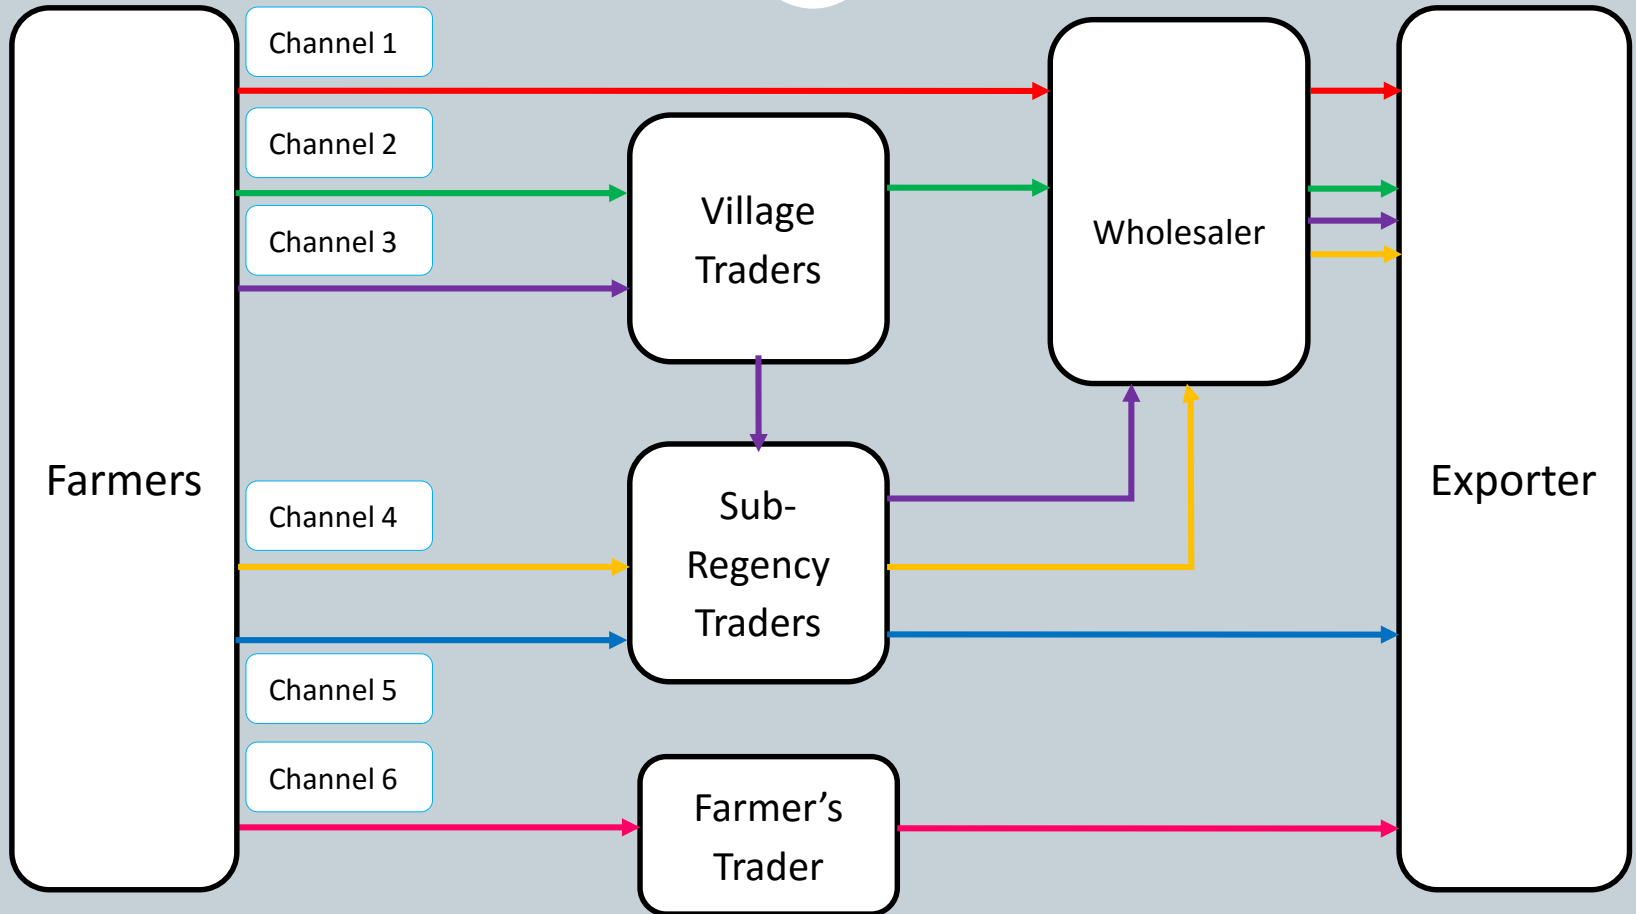 Farmers
Channel 1
Channel 2
Channel 3
Channel 4
Channel 5
Channel 6
Village
Traders
Sub-
Regency
Traders
Farmer’s
Trader
Wholesaler
Exporter